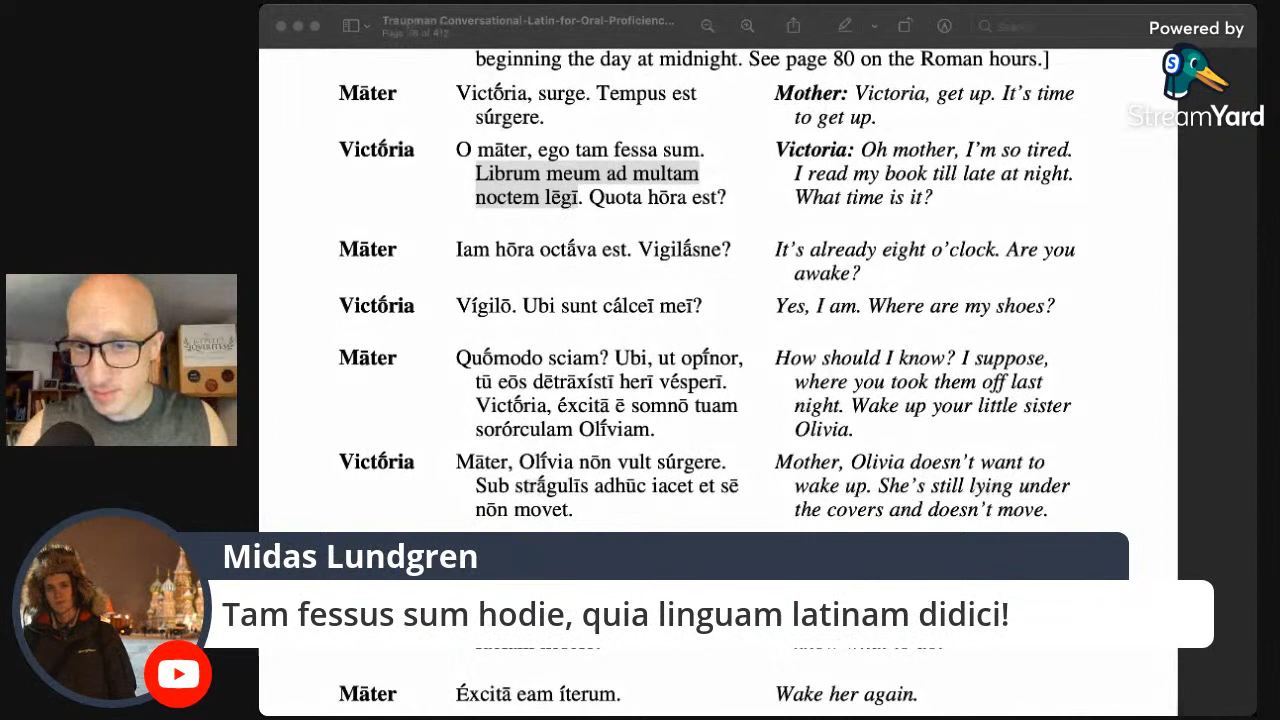 Traupman Conversational-Latin-for-Oral-Proficienc...
of 412
Search
Powered by
StreamYard
beginning the day at midnight. See page 80 on the Roman hours.]
Māter Victṓria, surge. Tempus est Mother: Victoria, get up. It's time
súrgere. to get up.
Victṓria O māter, ego tam fessa sum. Victoria: Oh mother, I'm so tired.
Librum meum ad multam I read my book till late at night.
noctem lēgī. Quota hōra est? What time is it?
Māter Iam hōra octā́va est. Vigilā́sne? It's already eight o'clock. Are you
awake?
Victṓria Vígilō. Ubi sunt cálceī meī? Yes, I am. Where are my shoes?
Māter Quṓmodo sciam? Ubi, ut opī́nor, How should I know? I suppose,
tū eōs dētrāxístī herī vésperī. where you took them off last
Victṓria, éxcitā ē somnō tuam night. Wake up your little sister
sorórculam Olī́viam. Olivia.
Victṓria Māter, Olī́via nōn vult súrgere. Mother, Olivia doesn't want to
Sub strā́gulīs adhūc iacet et sē wake up. She's still lying under
nōn movet. the covers and doesn't move.
Midas Lundgren
Tam fessus sum hodie, quia linguam latinam didici!
Māter Éxcitā eam íterum. Wake her again.